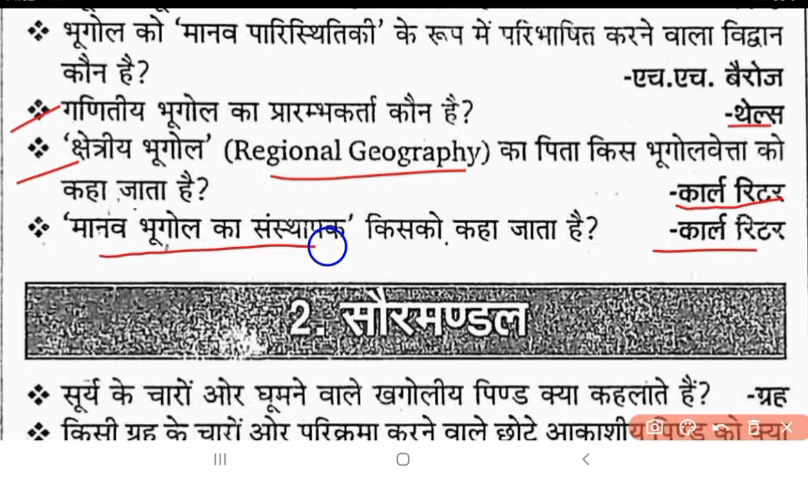 ❖ भूगोल को ‘मानव पारिस्थितिकी’ के रूप में परिभाषित करने वाला विद्वान
कौन है? -एच.एच. बैरोज
❖ गणितीय भूगोल का प्रारम्भकर्ता कौन है? -थेल्स
❖ ‘क्षेत्रीय भूगोल’ (Regional Geography) का पिता किस भूगोलवेत्ता को
कहा जाता है? -कार्ल रिटर
❖ ‘मानव भूगोल का संस्थापक’ किसको कहा जाता है? -कार्ल रिटर
2. सौरमण्डल
❖ सूर्य के चारों ओर घूमने वाले खगोलीय पिण्ड क्या कहलाते हैं? -ग्रह
❖ किसी ग्रह के चारों ओर परिक्रमा करने वाले छोटे आकाशीय पिण्ड को क्या